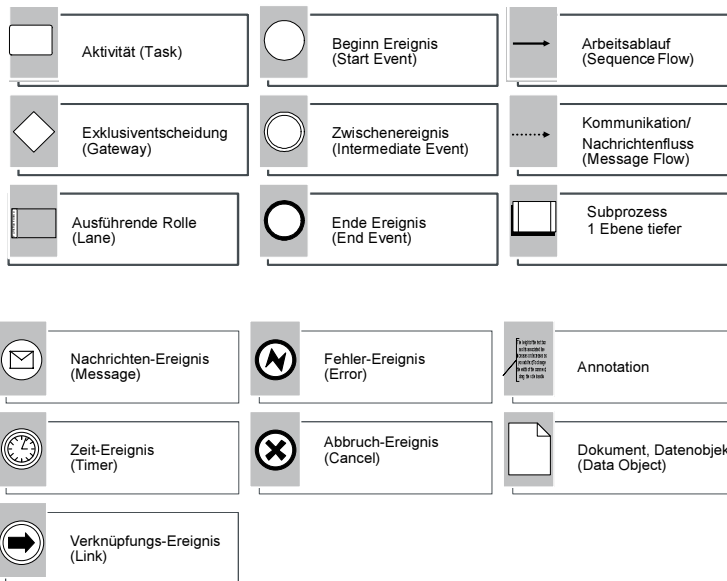 Aktivität (Task)
Beginn Ereignis
(Start Event)
Arbeitsablauf
(Sequence Flow)
Exklusiventscheidung
(Gateway)
Zwischenereignis
(Intermediate Event)
Kommunikation/
Nachrichtenfluss
(Message Flow)
Ausführende Rolle
(Lane)
Ende Ereignis
(End Event)
Subprozess
1 Ebene tiefer
Nachrichten-Ereignis
(Message)
Fehler-Ereignis
(Error)
Annotation
Zeit-Ereignis
(Timer)
Abbruch-Ereignis
(Cancel)
Dokument, Datenobjek
(Data Object)
Verknüpfungs-Ereignis
(Link)